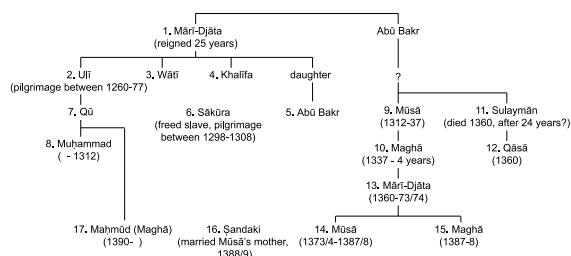 1. Mārī-Djāta
(reigned 25 years)
Abū Bakr
2. Ulī
(pilgrimage between 1260-77)
3. Wātī
4. Khalīfa
daughter
?
7. Qū
6. Sākūra
(freed slave, pilgrimage
between 1298-1308)
5. Abū Bakr
9. Mūsā
(1312-37)
11. Sulaymān
(died 1360, after 24 years?)
8. Muḥammad
( - 1312)
10. Maghā
(1337 - 4 years)
12. Qāsā
(1360)
13. Mārī-Djāta
(1360-73/74)
17. Maḥmūd (Maghā)
(1390- )
16. Ṣandaki
(married Mūsā's mother,
1388/9)
14. Mūsā
(1373/4-1387/8)
15. Maghā
(1387-8)